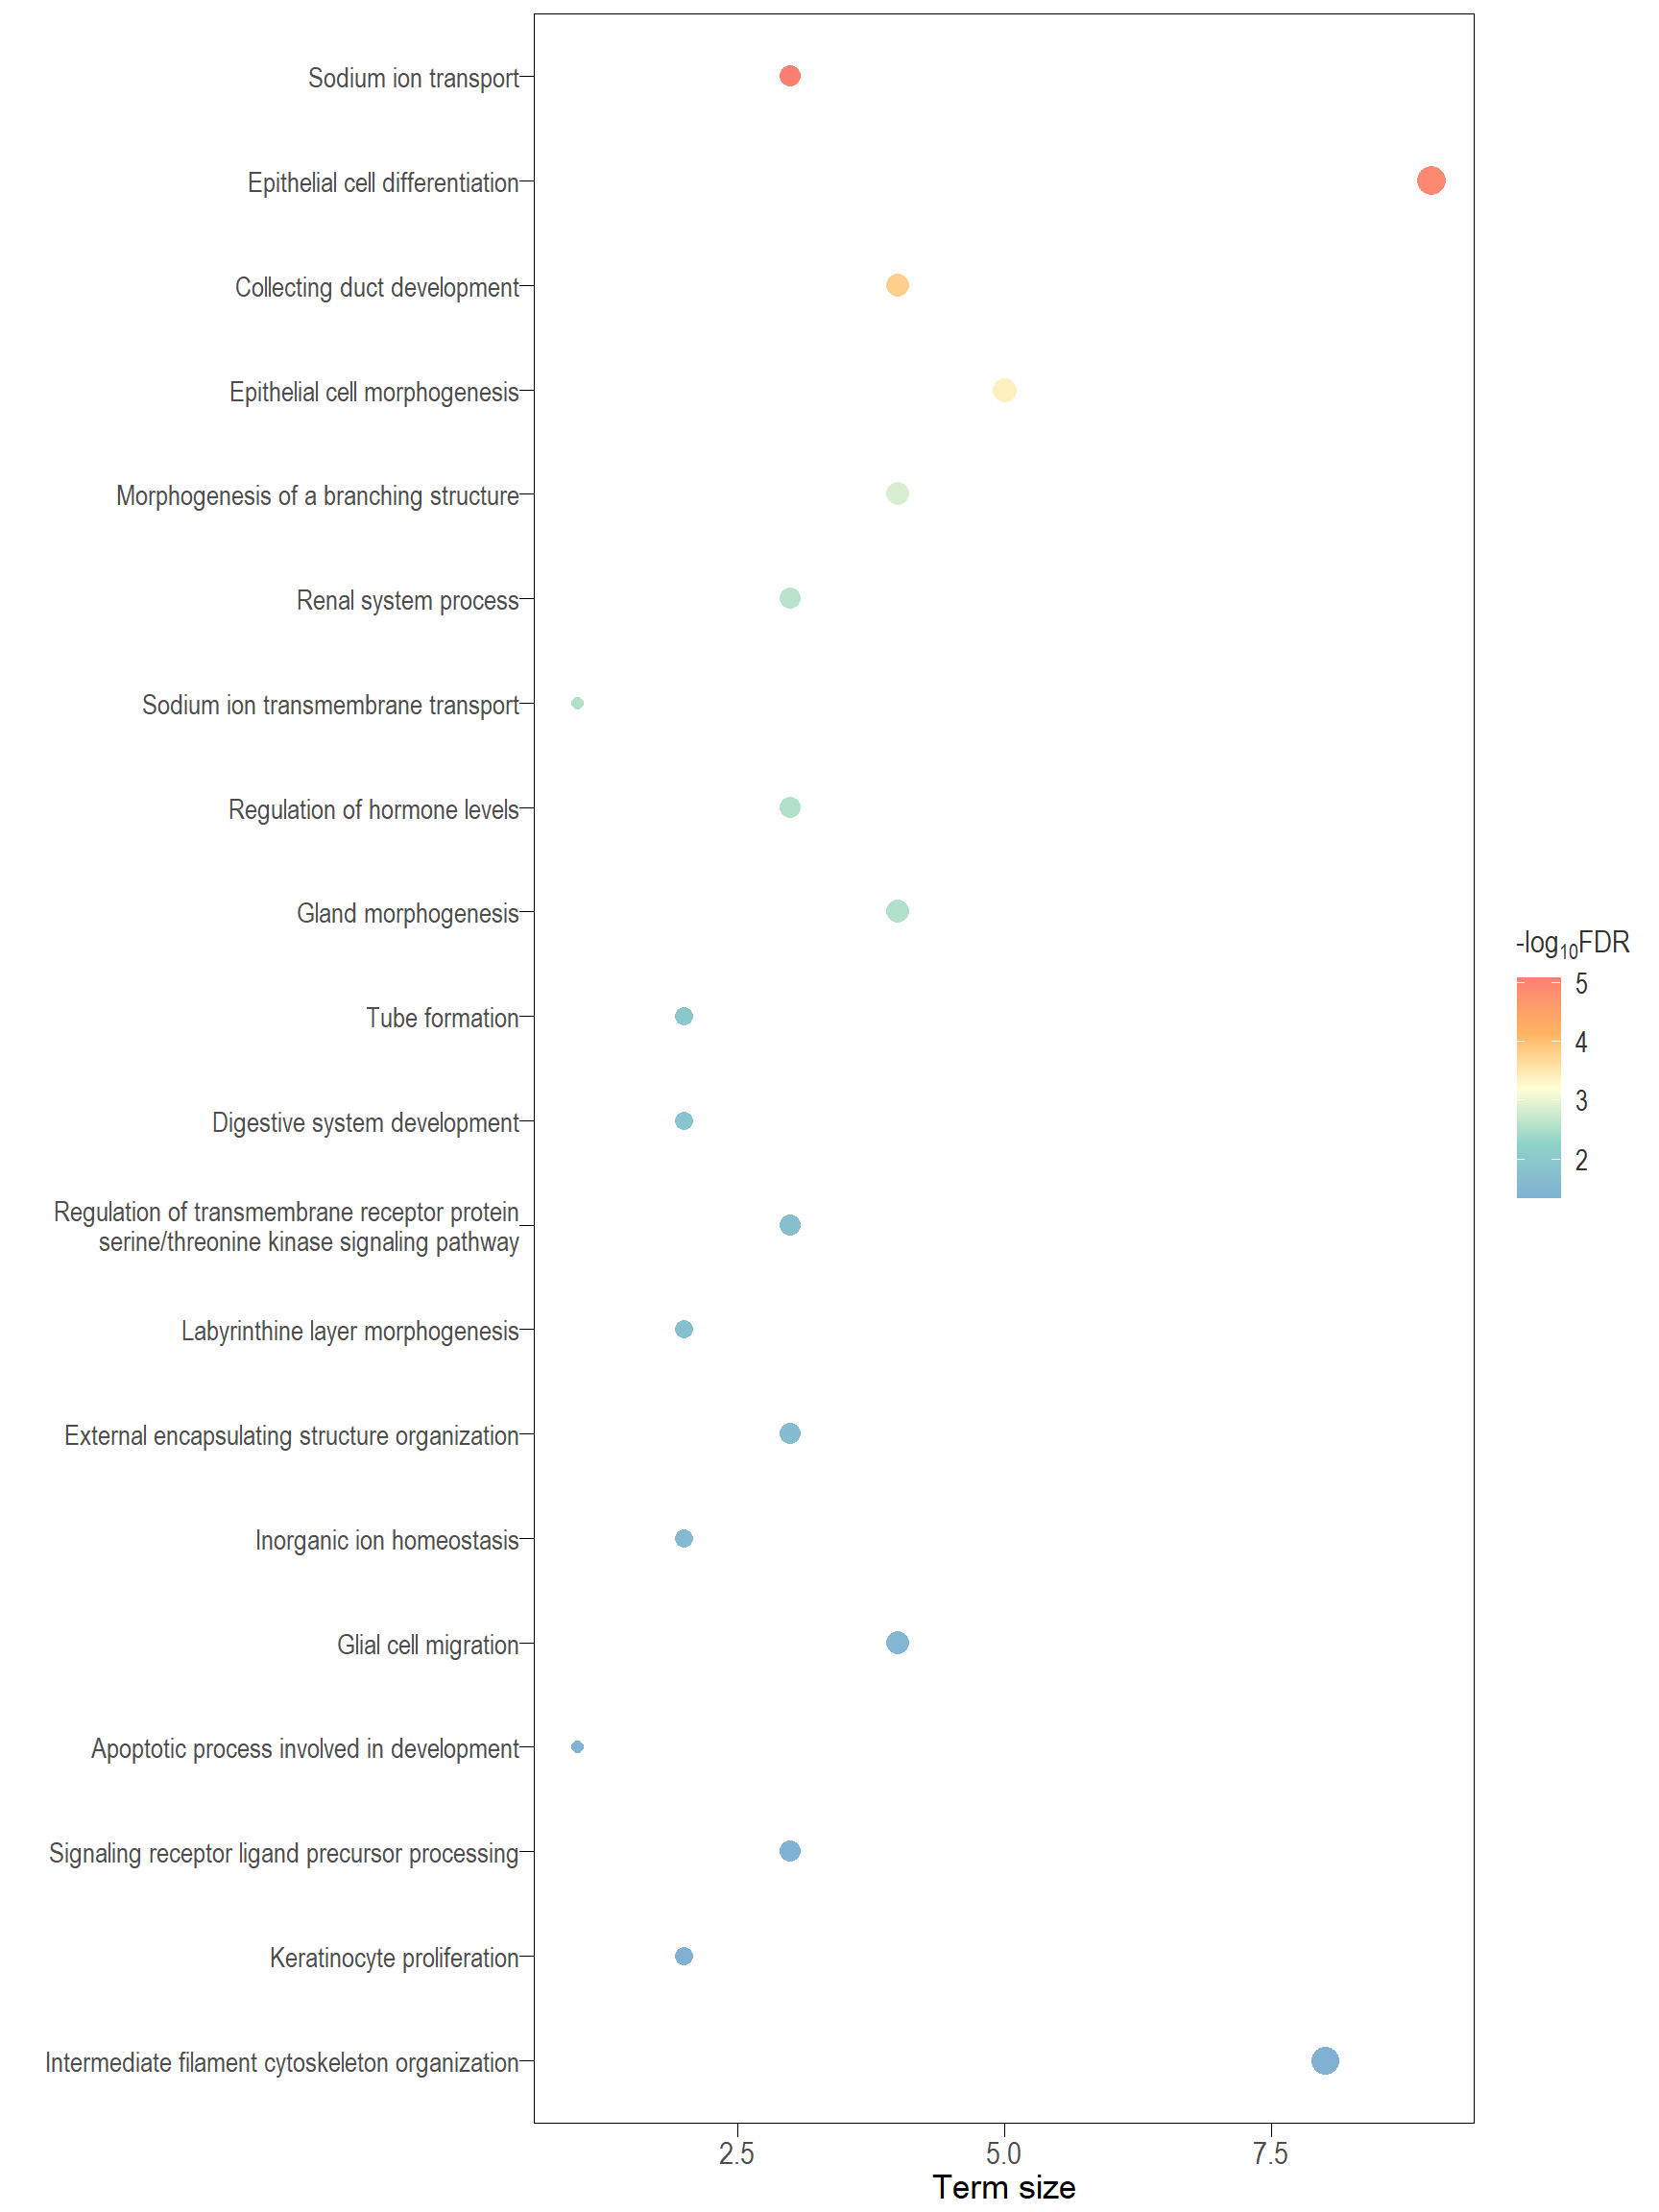 Sodium ion transport
Epithelial cell differentiation
Collecting duct development
Epithelial cell morphogenesis
Morphogenesis of a branching structure
Renal system process
Sodium ion transmembrane transport
Regulation of hormone levels
Gland morphogenesis
Tube formation
Digestive system development
Regulation of transmembrane receptor protein
serine/threonine kinase signaling pathway
Labyrinthine layer morphogenesis
External encapsulating structure organization
Inorganic ion homeostasis
Glial cell migration
Apoptotic process involved in development
Signaling receptor ligand precursor processing
Keratinocyte proliferation
Intermediate filament cytoskeleton organization
2.5 5.0 7.5
Term size
-log₁₀FDR
5
4
3
2